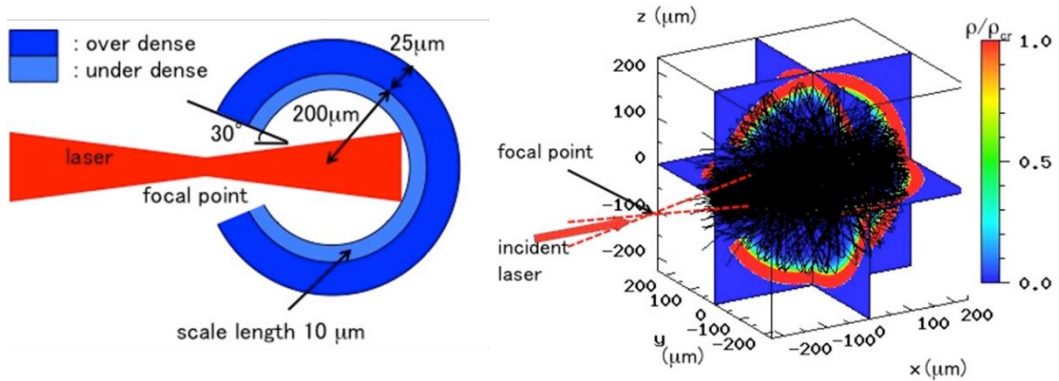 : over dense
: under dense
25μm
200μm
30°
laser
focal point
scale length 10 μm
z (μm)
200
100
0
-100
-200
focal point
incident
laser
200
100
0
-100
-200
y
(μm)
-200
-100
0
100
200
x (μm)
ρ/ρcr
1.0
0.5
0.0